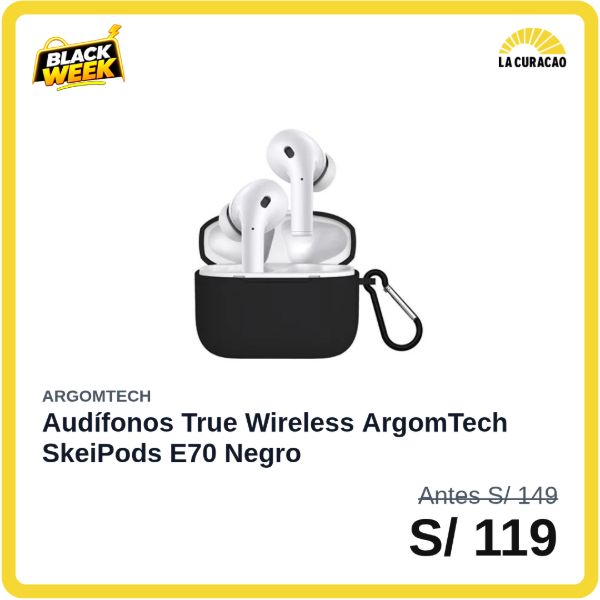 BLACK
WEEK
LA CURACAO
ARGOMTECH
Audífonos True Wireless ArgomTech
SkeiPods E70 Negro
Antes S/ 149
S/ 119